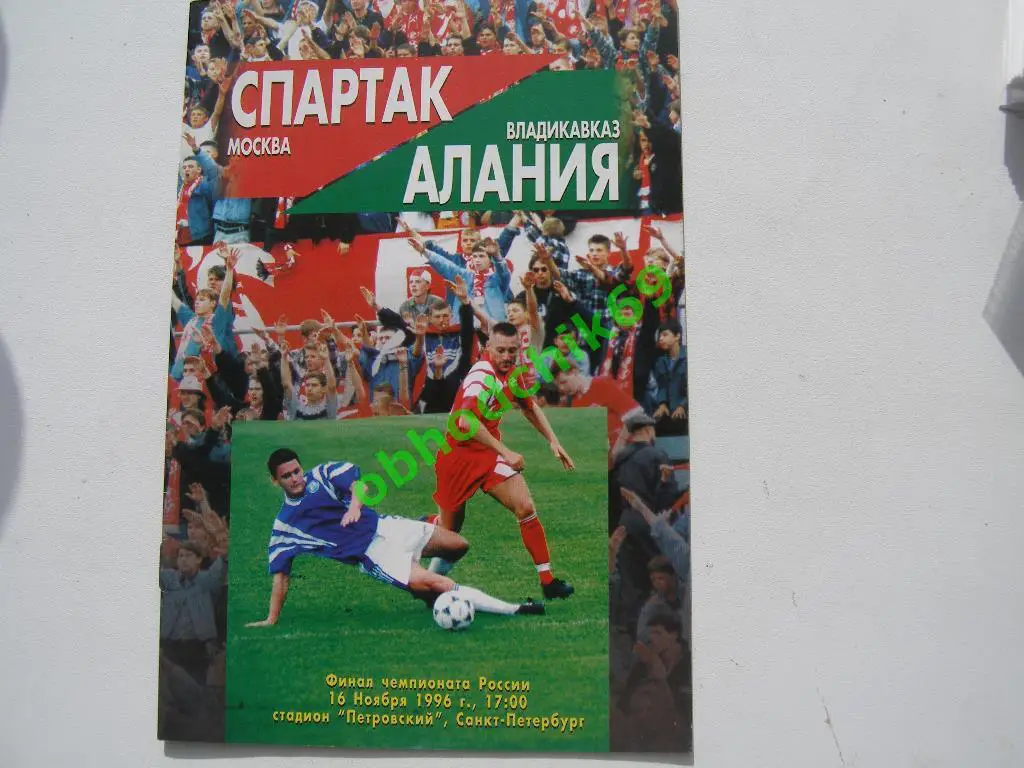 СПАРТАК
МОСКВА
ВЛАДИКАВКАЗ
АЛАНИЯ
obhodchik69
Финал чемпионата России
16 Ноября 1996 г., 17:00
стадион "Петровский", Санкт-Петербург